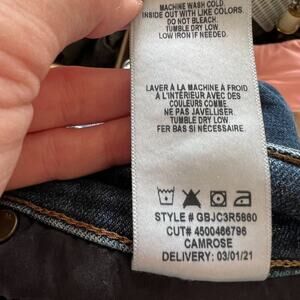 MACHINE WASH COLD
INSIDE OUT WITH LIKE COLORS.
DO NOT BLEACH.
TUMBLE DRY LOW
LOW IRON IF NEEDED.
LAVER À LA MACHINE À FROID
À L'INTÉRIEUR AVEC DES
COULEURS COMME
NE PAS JAVELLISER
TUMBLE DRY LOW
FER BAS SI NÉCESSAIRE.
STYLE # GBJC3R5860
CUT# 4500466796
CAMROSE
DELIVERY: 03/01/21